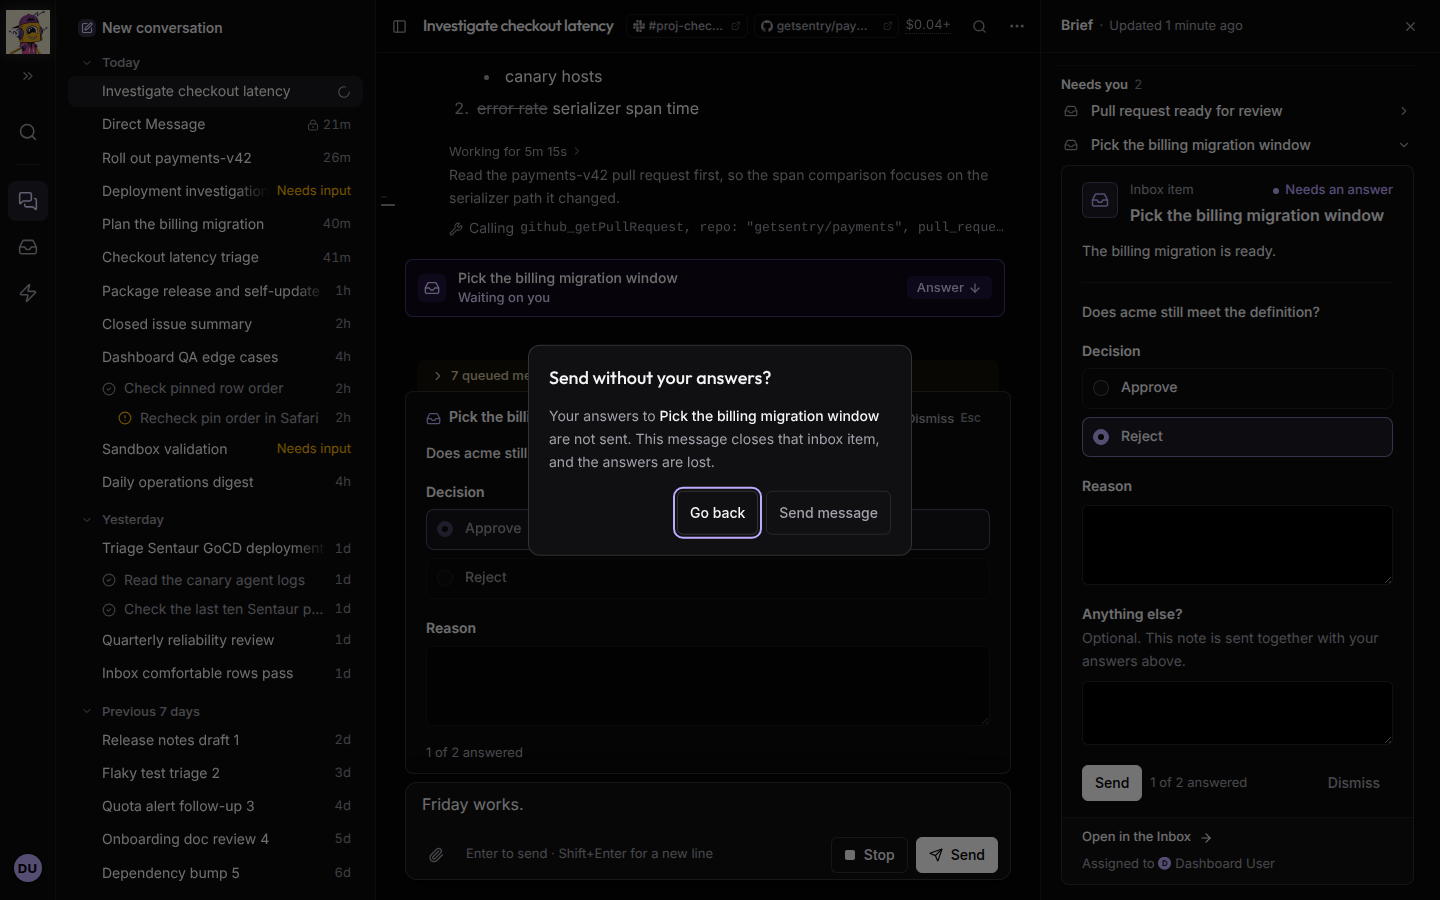 New conversation
Today
Investigate checkout latency
Direct Message 21m
Roll out payments-v42 26m
Deployment investigation Needs input
Plan the billing migration 40m
Checkout latency triage 41m
Package release and self-update 1h
Closed issue summary 2h
Dashboard QA edge cases 4h
Check pinned row order 2h
Recheck pin order in Safari 2h
Sandbox validation Needs input
Daily operations digest 4h
Yesterday
Triage Sentaur GoCD deployment 1d
Read the canary agent logs 1d
Check the last ten Sentaur p... 1d
Quarterly reliability review 1d
Inbox comfortable rows pass 1d
Previous 7 days
Release notes draft 1 2d
Flaky test triage 2 3d
Quota alert follow-up 3 4d
Onboarding doc review 4 5d
Dependency bump 5 6d
DU
Investigate checkout latency #proj-chec... getsentry/pay... $0.04+
• canary hosts
2. error rate serializer span time
Working for 5m 15s
Read the payments-v42 pull request first, so the span comparison focuses on the
serializer path it changed.
Calling github_getPullRequest, repo: "getsentry/payments", pull_reque…
Pick the billing migration window
Waiting on you
Answer ↓
7 queued me
Pick the billi
Dismiss Esc
Does acme still
Decision
Approve
Reject
Reason
1 of 2 answered
Friday works.
Enter to send · Shift+Enter for a new line
Stop
Send
Send without your answers?
Your answers to Pick the billing migration window
are not sent. This message closes that inbox item,
and the answers are lost.
Go back
Send message
Brief · Updated 1 minute ago
Needs you 2
Pull request ready for review
Pick the billing migration window
Inbox item
Needs an answer
Pick the billing migration window
The billing migration is ready.
Does acme still meet the definition?
Decision
Approve
Reject
Reason
Anything else?
Optional. This note is sent together with your
answers above.
Send 1 of 2 answered Dismiss
Open in the Inbox →
Assigned to D Dashboard User